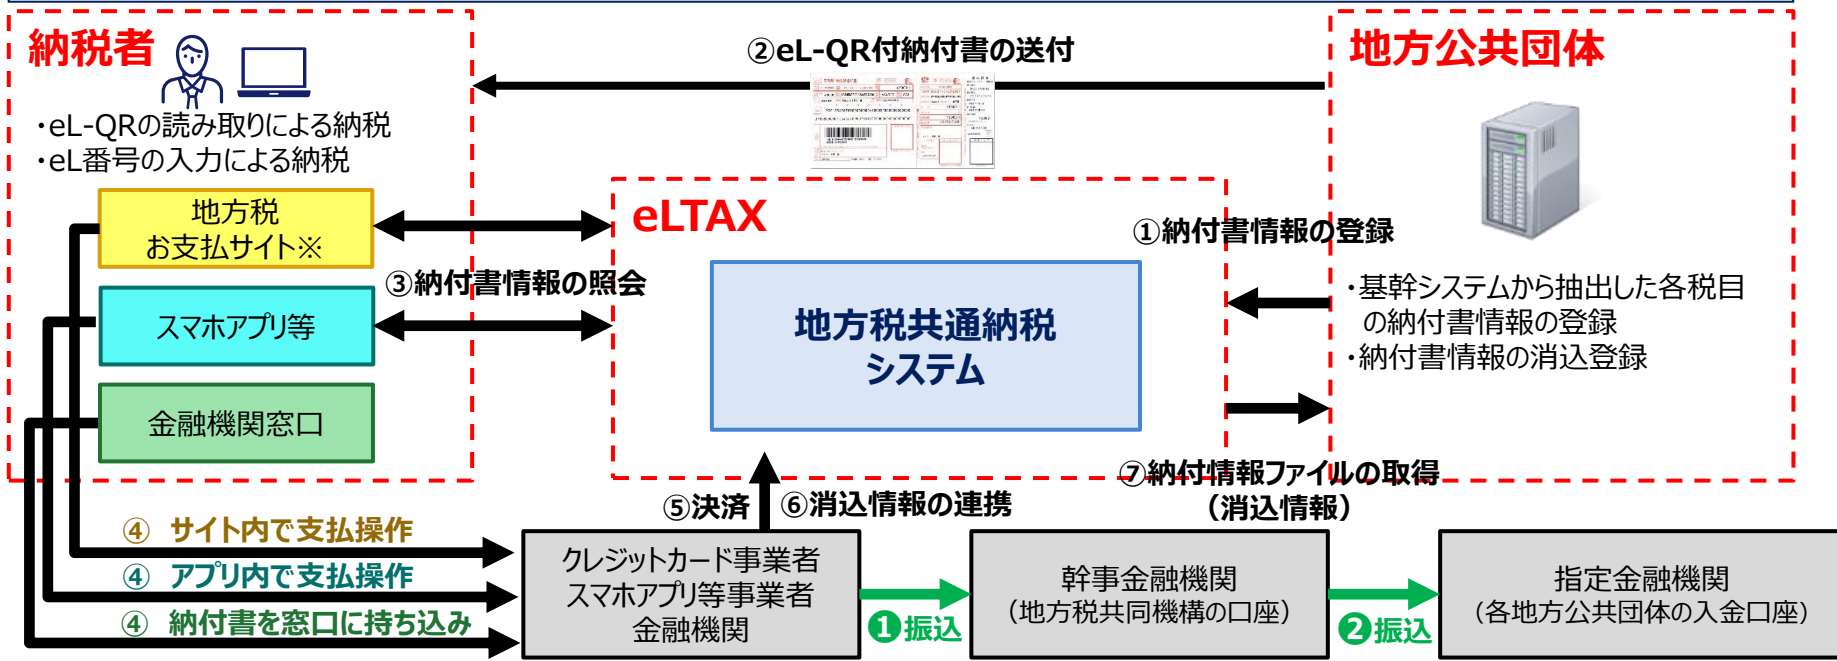 納税者
・eL-QRの読み取りによる納税
・eL番号の入力による納税
地方税
お支払サイト※
スマホアプリ等
金融機関窓口
②eL-QR付納付書の送付
地方公共団体
eLTAX
①納付書情報の登録
③納付書情報の照会
地方税共通納税
システム
・基幹システムから抽出した各税目
の納付書情報の登録
・納付書情報の消込登録
⑦納付情報ファイルの取得
（消込情報）
⑤決済
⑥消込情報の連携
④ サイト内で支払操作
④ アプリ内で支払操作
④ 納付書を窓口に持ち込み
クレジットカード事業者
スマホアプリ等事業者
金融機関
❶振込
幹事金融機関
（地方税共同機構の口座）
❷振込
指定金融機関
（各地方公共団体の入金口座）